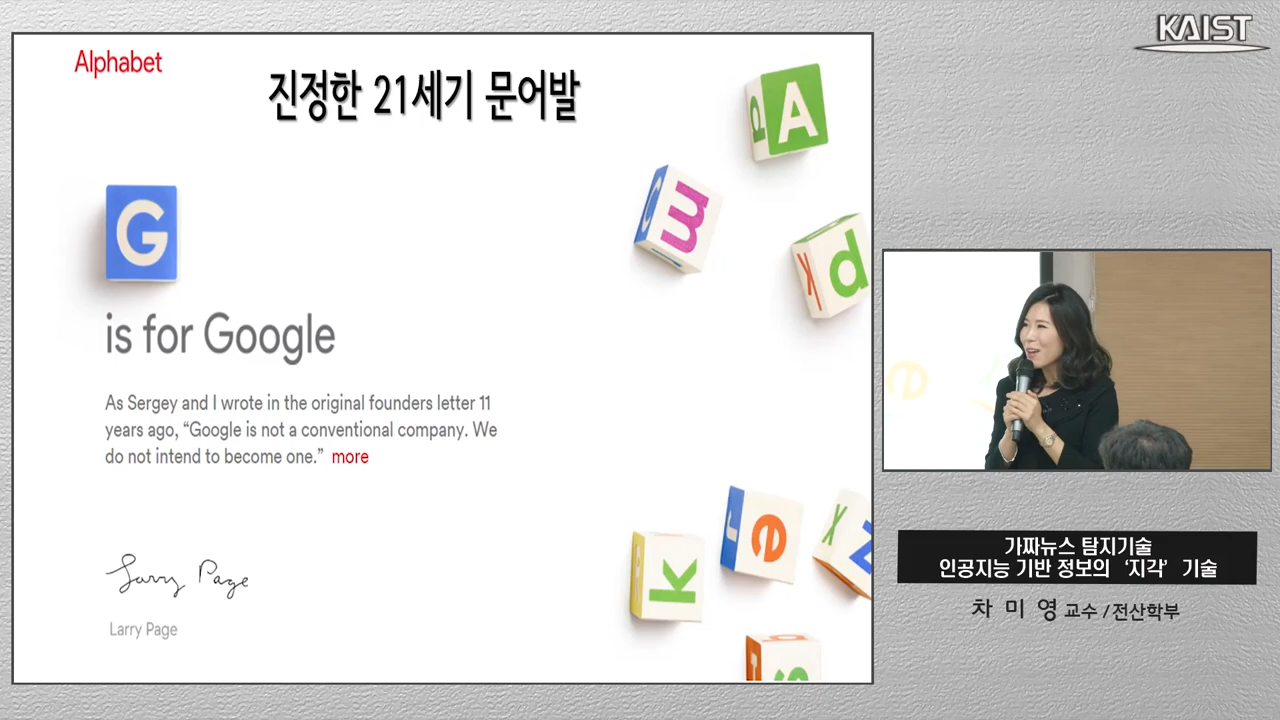 Alphabet
진정한 21세기 문어발
G
is for Google
As Sergey and I wrote in the original founders letter 11
years ago, “Google is not a conventional company. We
do not intend to become one.” more
Larry Page
Larry Page
A
m
d
k
e
KAIST
가짜뉴스 탐지기술
인공지능 기반 정보의 ‘지각’ 기술
차 미 영 교수 / 전산학부